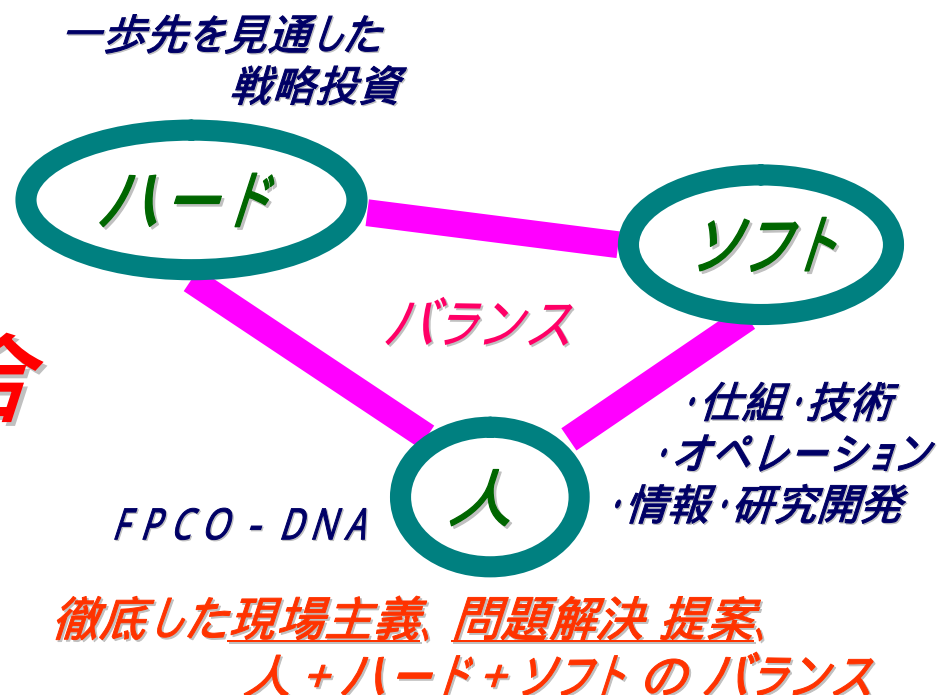 一歩先を見通した
戦略投資
ハード
ソフト
バランス
合
・仕組・技術
・オペレーション
・情報・研究開発
人
FPCO-DNA
徹底した現場主義、問題解決 提案、
人+ハード+ソフト の バランス